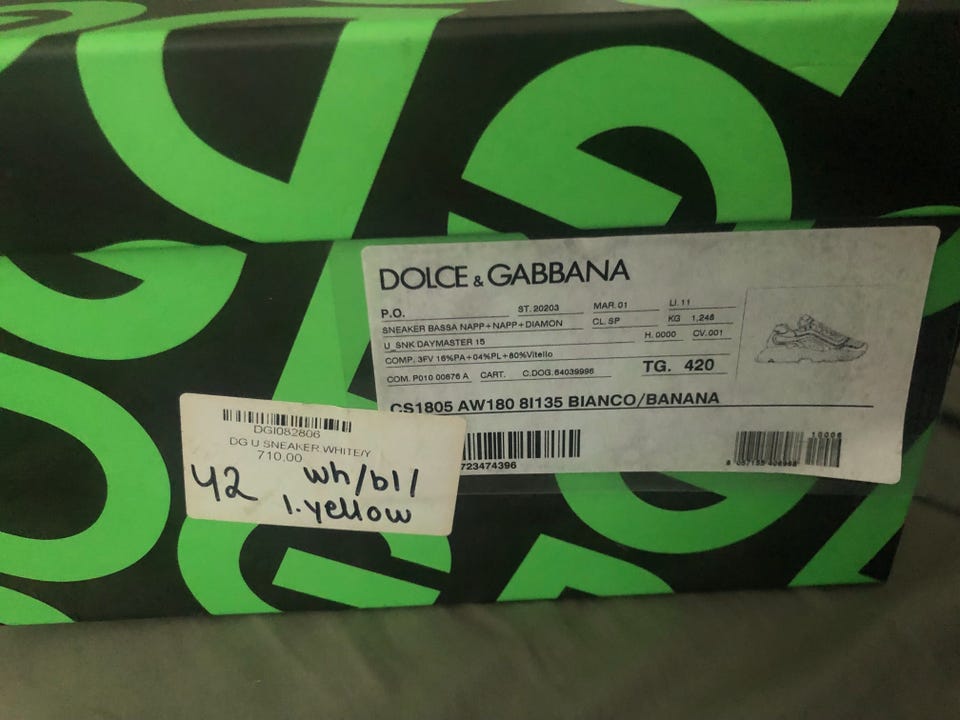 DOLCE & GABBANA
P.O. ST. 20203 MAR. 01 LI. 11
SNEAKER BASSA NAPP+NAPP+DIAMON CL. SP KG 1,248
U_SNK DAYMASTER 15 H. 0000 CV. 001
COMP. 3FV 16%PA+04%PL+80%Vitello
COM. P010 00676 A CART. C.DOG. 64039996 TG. 420
CS1805 AW180 8I135 BIANCO/BANANA
723474396
10006
DGI082806
DG U SNEAKER.WHITE/Y
710,00
42 wh/bl/
l.yellow